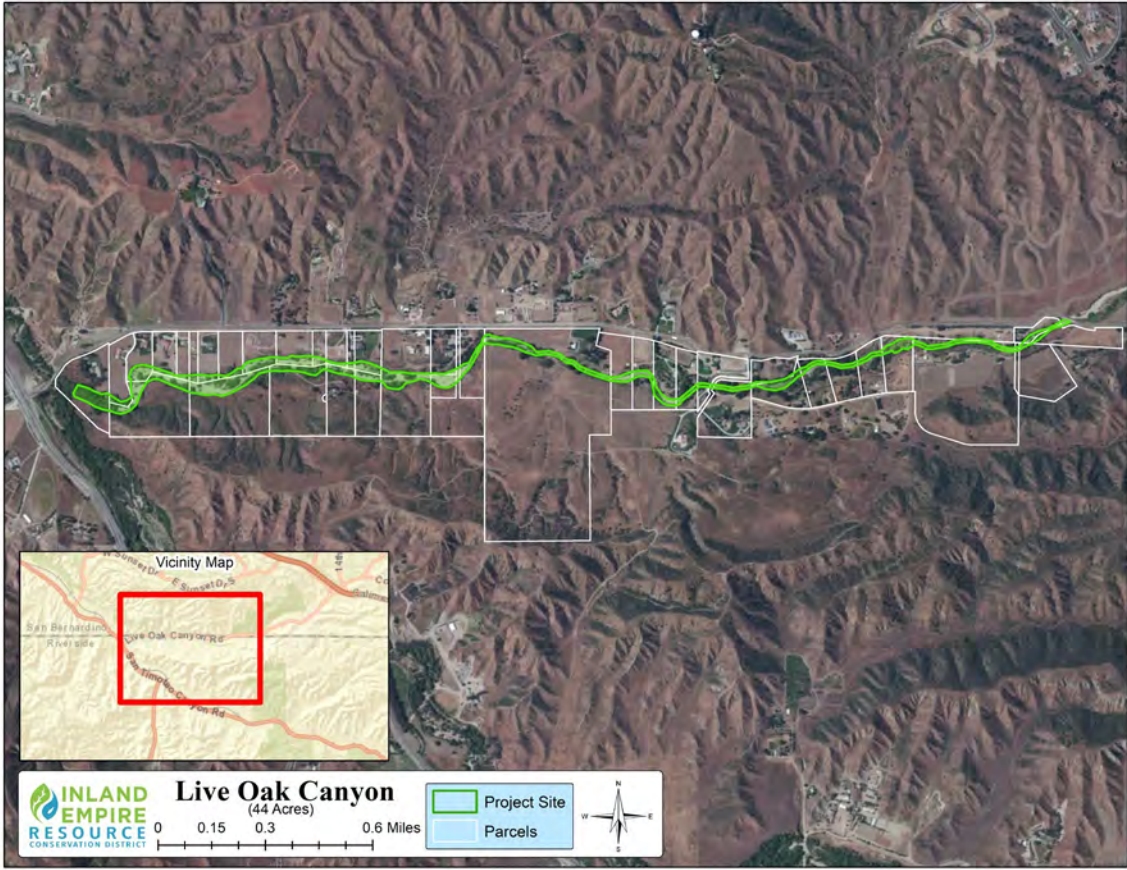 Vicinity Map
W Sunset Dr
E Sunset Dr S
San Bernardino
Riverside
Live Oak Canyon Rd
San Timoteo Canyon Rd
INLAND
EMPIRE
RESOURCE
CONSERVATION DISTRICT
Live Oak Canyon
(44 Acres)
0 0.15 0.3 0.6 Miles
Project Site
Parcels
N
W E
S